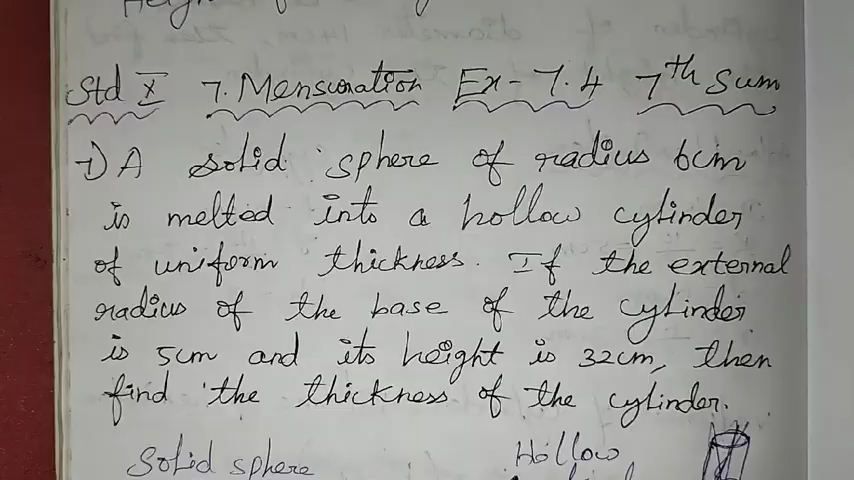 Std X 7. Mensuration Ex-7.4 7th Sum
7) A solid sphere of radius 6cm
is melted into a hollow cylinder
of uniform thickness. If the external
radius of the base of the cylinder
is 5cm and its height is 32cm, then
find the thickness of the cylinder.
Solid sphere Hollow